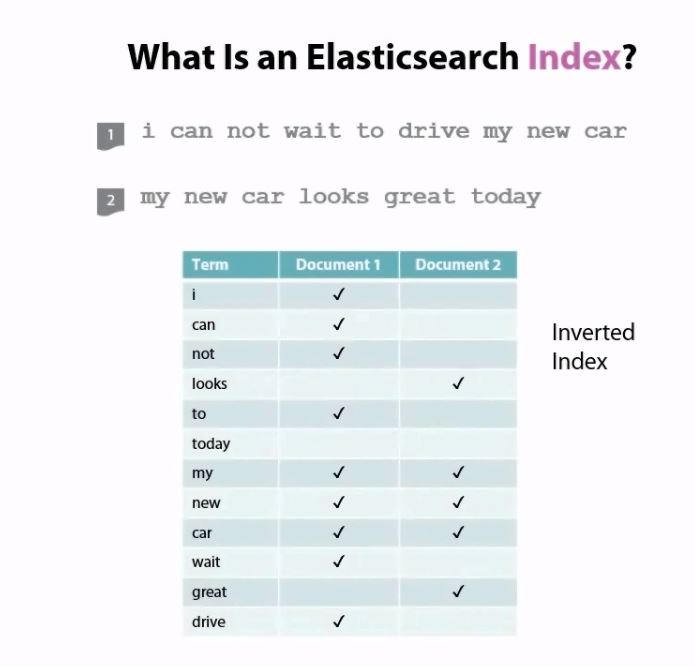 What Is an Elasticsearch Index?
1 i can not wait to drive my new car
2 my new car looks great today
Term Document 1 Document 2
i ✓
can ✓
not ✓
looks ✓
to ✓
today
my ✓ ✓
new ✓ ✓
car ✓ ✓
wait ✓
great ✓
drive ✓
Inverted
Index